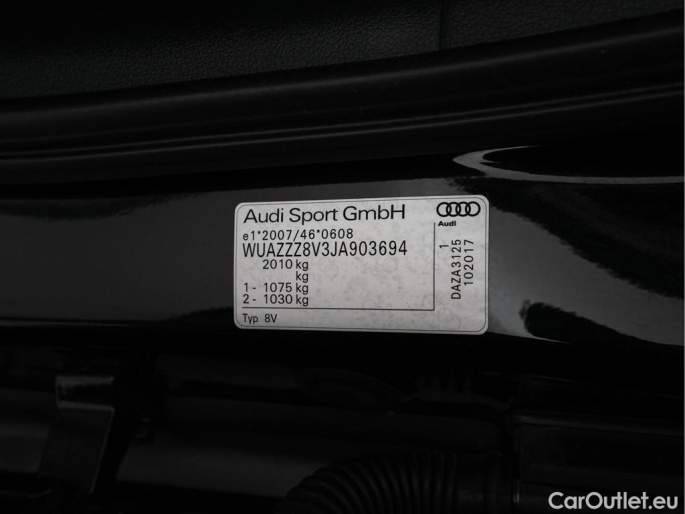 Audi Sport GmbH
Audi
e1*2007/46*0608
WUAZZZ8V3JA903694
2010 kg
kg
1 - 1075 kg
2 - 1030 kg
Typ 8V
1
DAZA3125
102017
CarOutlet.eu